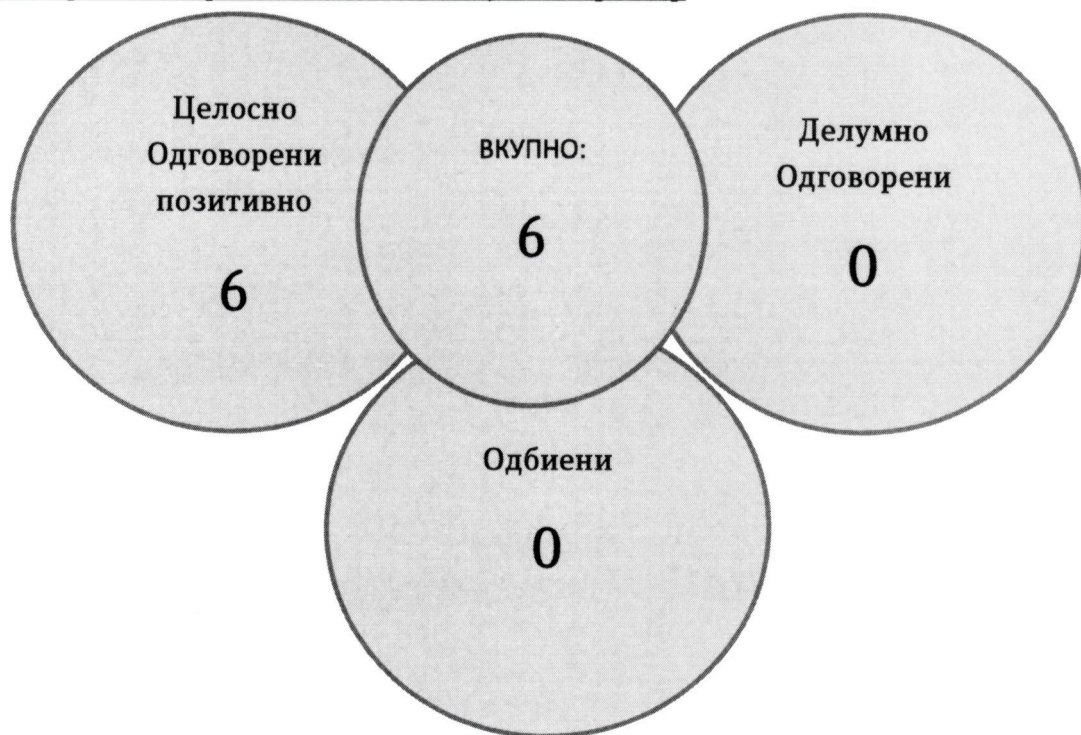 Целосно
Одговорени
позитивно
6
ВКУПНО:
6
Делумно
Одговорени
0
Одбиени
0